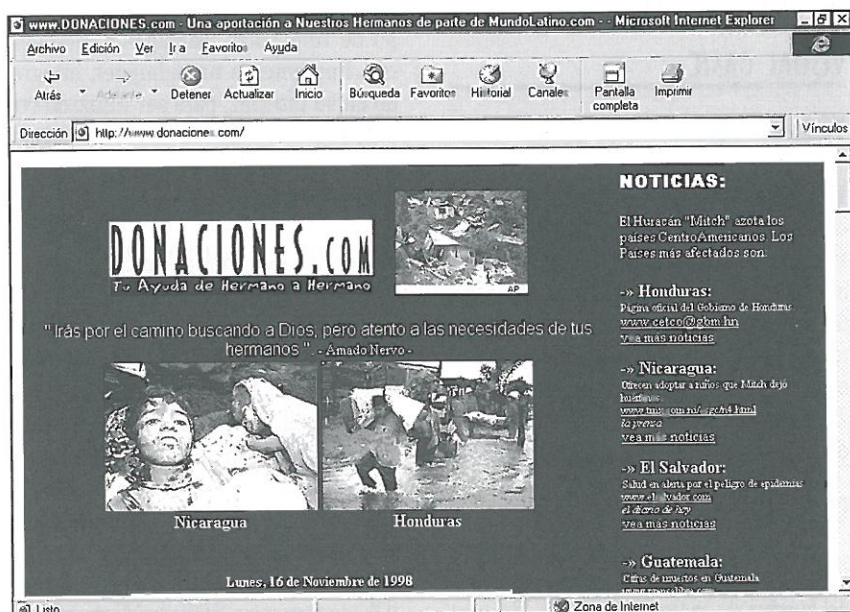 www.DONACIONES.com - Una aportación a Nuestros Hermanos de parte de MundoLatino.com - - Microsoft Internet Explorer
Archivo Edición Ver Ir a Favoritos Ayuda
Atrás Adelante Detener Actualizar Inicio Búsqueda Favoritos Historial Canales Pantalla completa Imprimir
Dirección http://www.donaciones.com/ Vínculos
DONACIONES.COM
Tu Ayuda de Hermano a Hermano
AP
"Irás por el camino buscando a Dios, pero atento a las necesidades de tus
hermanos". - Amado Nervo -
Nicaragua Honduras
Lunes, 16 de Noviembre de 1998
NOTICIAS:
El Huracán "Mitch" azota los
países CentroAmericanos. Los
Países más afectados son:
-» Honduras:
Página oficial del Gobierno de Honduras
www.cetco@gbm.hn
vea más noticias
-» Nicaragua:
Ofrecen adoptar a niños que Mitch dejó
huérfanos
la prensa
vea más noticias
-» El Salvador:
Salud en alerta por el peligro de epidemias
www.elsalvador.com
el diario de hoy
vea más noticias
-» Guatemala:
Cifras de muertos en Guatemala
www.prensalibre.com
Listo Zona de Internet